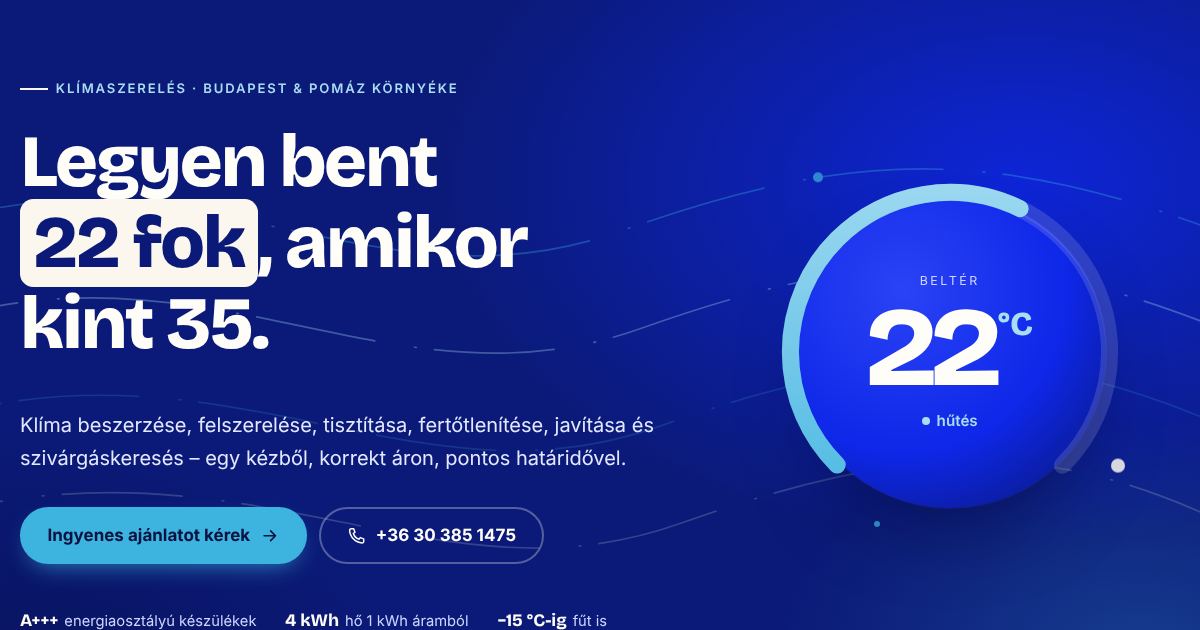 KLÍMASZERELÉS · BUDAPEST & POMÁZ KÖRNYÉKE
Legyen bent
22 fok, amikor
kint 35.
Klíma beszerzése, felszerelése, tisztítása, fertőtlenítése, javítása és
szivárgáskeresés – egy kézből, korrekt áron, pontos határidővel.
Ingyenes ajánlatot kérek →
+36 30 385 1475
A+++ energiaosztályú készülékek
4 kWh hő 1 kWh áramból
−15 °C-ig fűt is
BELTÉR
22°C
hűtés